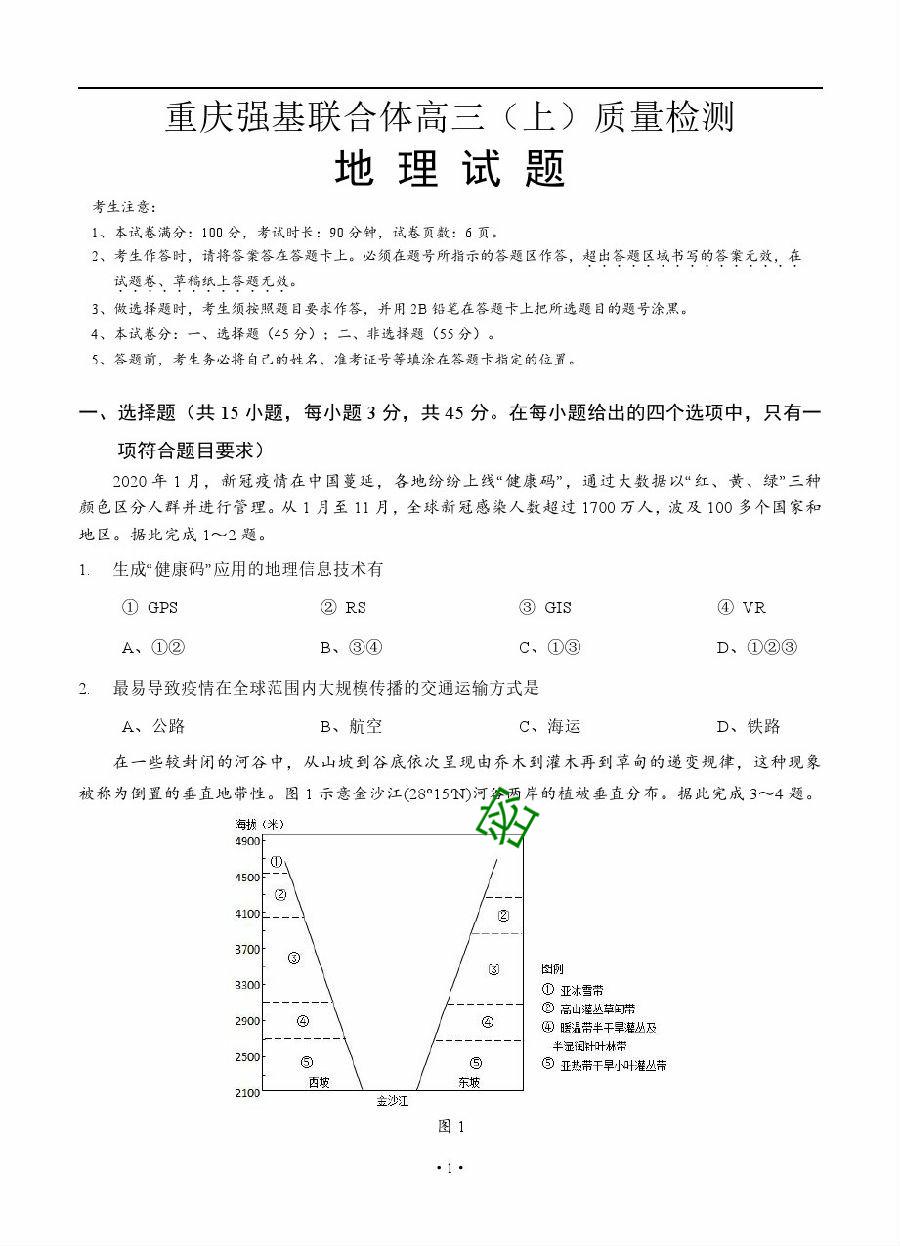 重庆强基联合体高三（上）质量检测
地 理 试 题
考生注意：
1、本试卷满分：100 分，考试时长：90 分钟，试卷页数：6 页。
2、考生作答时，请将答案答在答题卡上。必须在题号所指示的答题区作答，超出答题区域书写的答案无效，在
试题卷、草稿纸上答题无效。
3、做选择题时，考生须按照题目要求作答，并用 2B 铅笔在答题卡上把所选题目的题号涂黑。
4、本试卷分：一、选择题（45 分）；二、非选择题（55 分）。
5、答题前，考生务必将自己的姓名、准考证号等填涂在答题卡指定的位置。
一、选择题（共 15 小题，每小题 3 分，共 45 分。在每小题给出的四个选项中，只有一
项符合题目要求）
2020 年 1 月，新冠疫情在中国蔓延，各地纷纷上线“健康码”，通过大数据以“红、黄、绿”三种
颜色区分人群并进行管理。从 1 月至 11 月，全球新冠感染人数超过 1700 万人，波及 100 多个国家和
地区。据此完成 1～2 题。
1. 生成“健康码”应用的地理信息技术有
① GPS ② RS ③ GIS ④ VR
A、①② B、③④ C、①③ D、①②③
2. 最易导致疫情在全球范围内大规模传播的交通运输方式是
A、公路 B、航空 C、海运 D、铁路
在一些较封闭的河谷中，从山坡到谷底依次呈现由乔木到灌木再到草甸的递变规律，这种现象
被称为倒置的垂直地带性。图 1 示意金沙江(28°15′N)河谷两岸的植被垂直分布。据此完成 3～4 题。
密
海拔（米）
4900
① 
4500
② 
4100
②
3700
③ ③
图例
3300
① 亚冰雪带
② 高山灌丛草甸带
2900
④ ④
④ 暖温带半干旱灌丛及
半湿润针叶林带
2500
⑤ ⑤
⑤ 亚热带干旱小叶灌丛带
西坡 东坡
2100
金沙江
图 1
· 1 ·